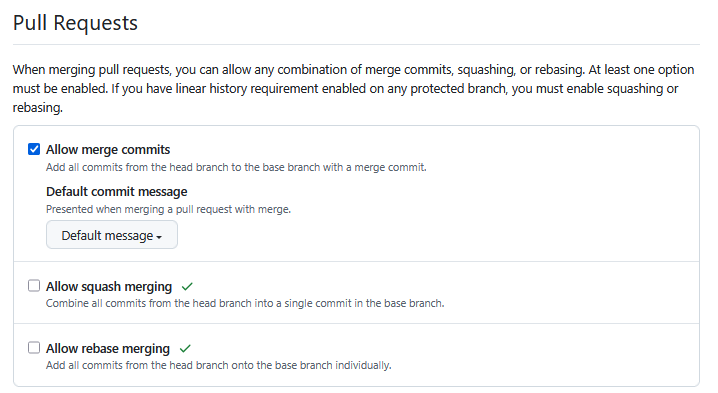 Pull Requests
When merging pull requests, you can allow any combination of merge commits, squashing, or rebasing. At least one option
must be enabled. If you have linear history requirement enabled on any protected branch, you must enable squashing or
rebasing.
Allow merge commits
Add all commits from the head branch to the base branch with a merge commit.
Default commit message
Presented when merging a pull request with merge.
Default message
Allow squash merging
Combine all commits from the head branch into a single commit in the base branch.
Allow rebase merging
Add all commits from the head branch onto the base branch individually.